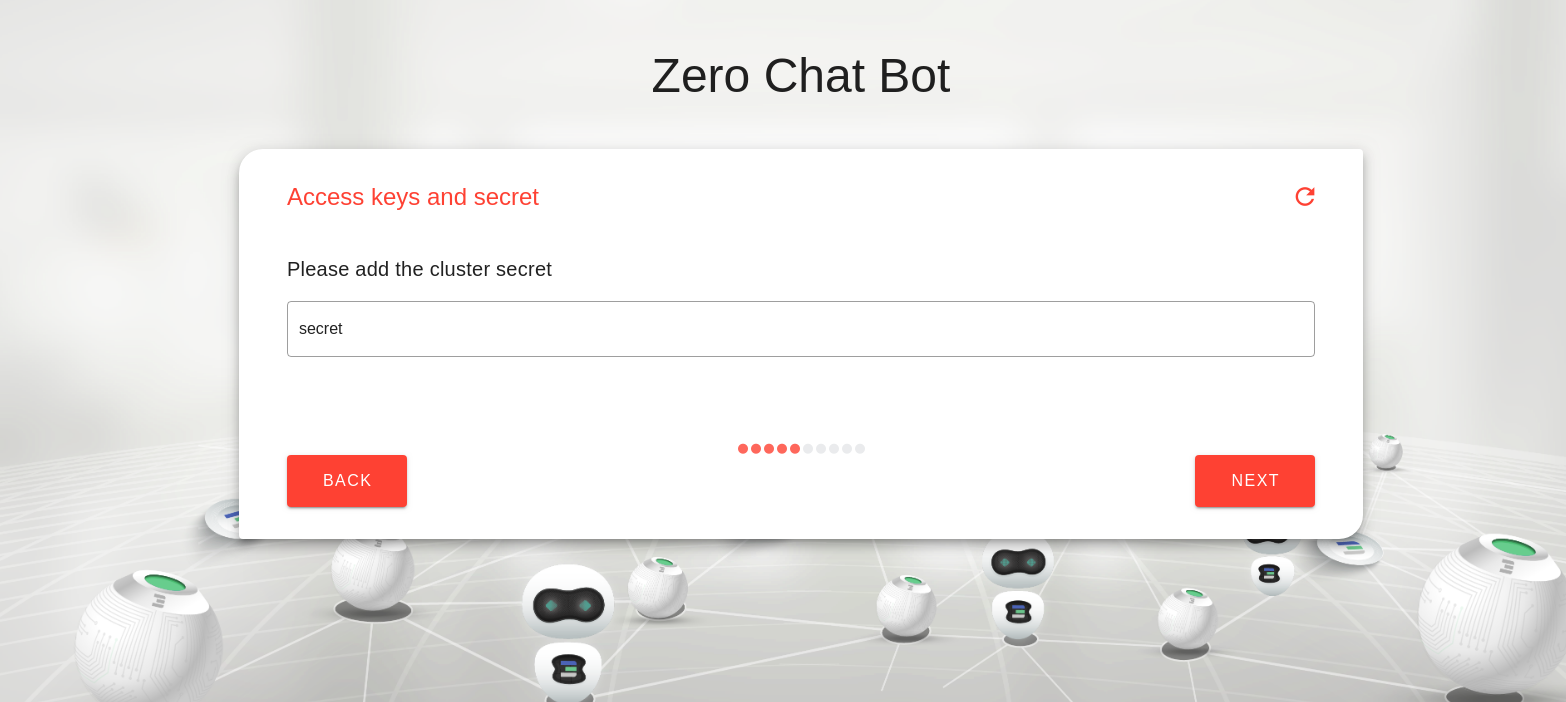 Zero Chat Bot
Access keys and secret
Please add the cluster secret
secret
BACK
NEXT